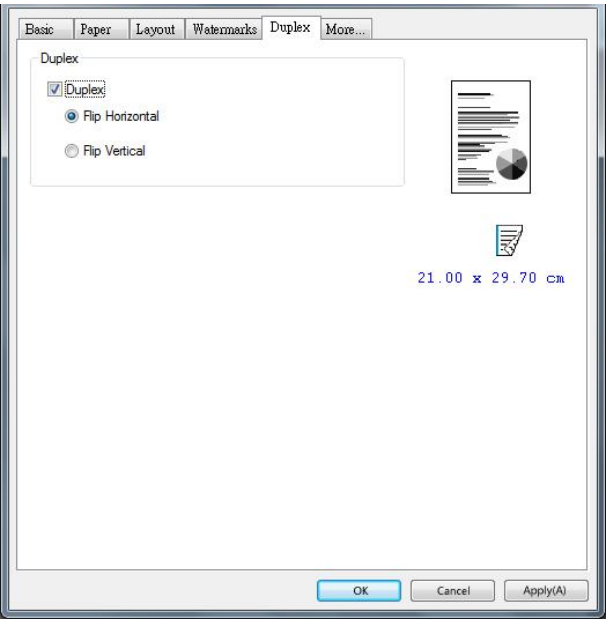 Basic Paper Layout Watermarks Duplex More...
Duplex
Duplex
Flip Horizontal
Flip Vertical
21.00 x 29.70 cm
OK Cancel Apply(A)